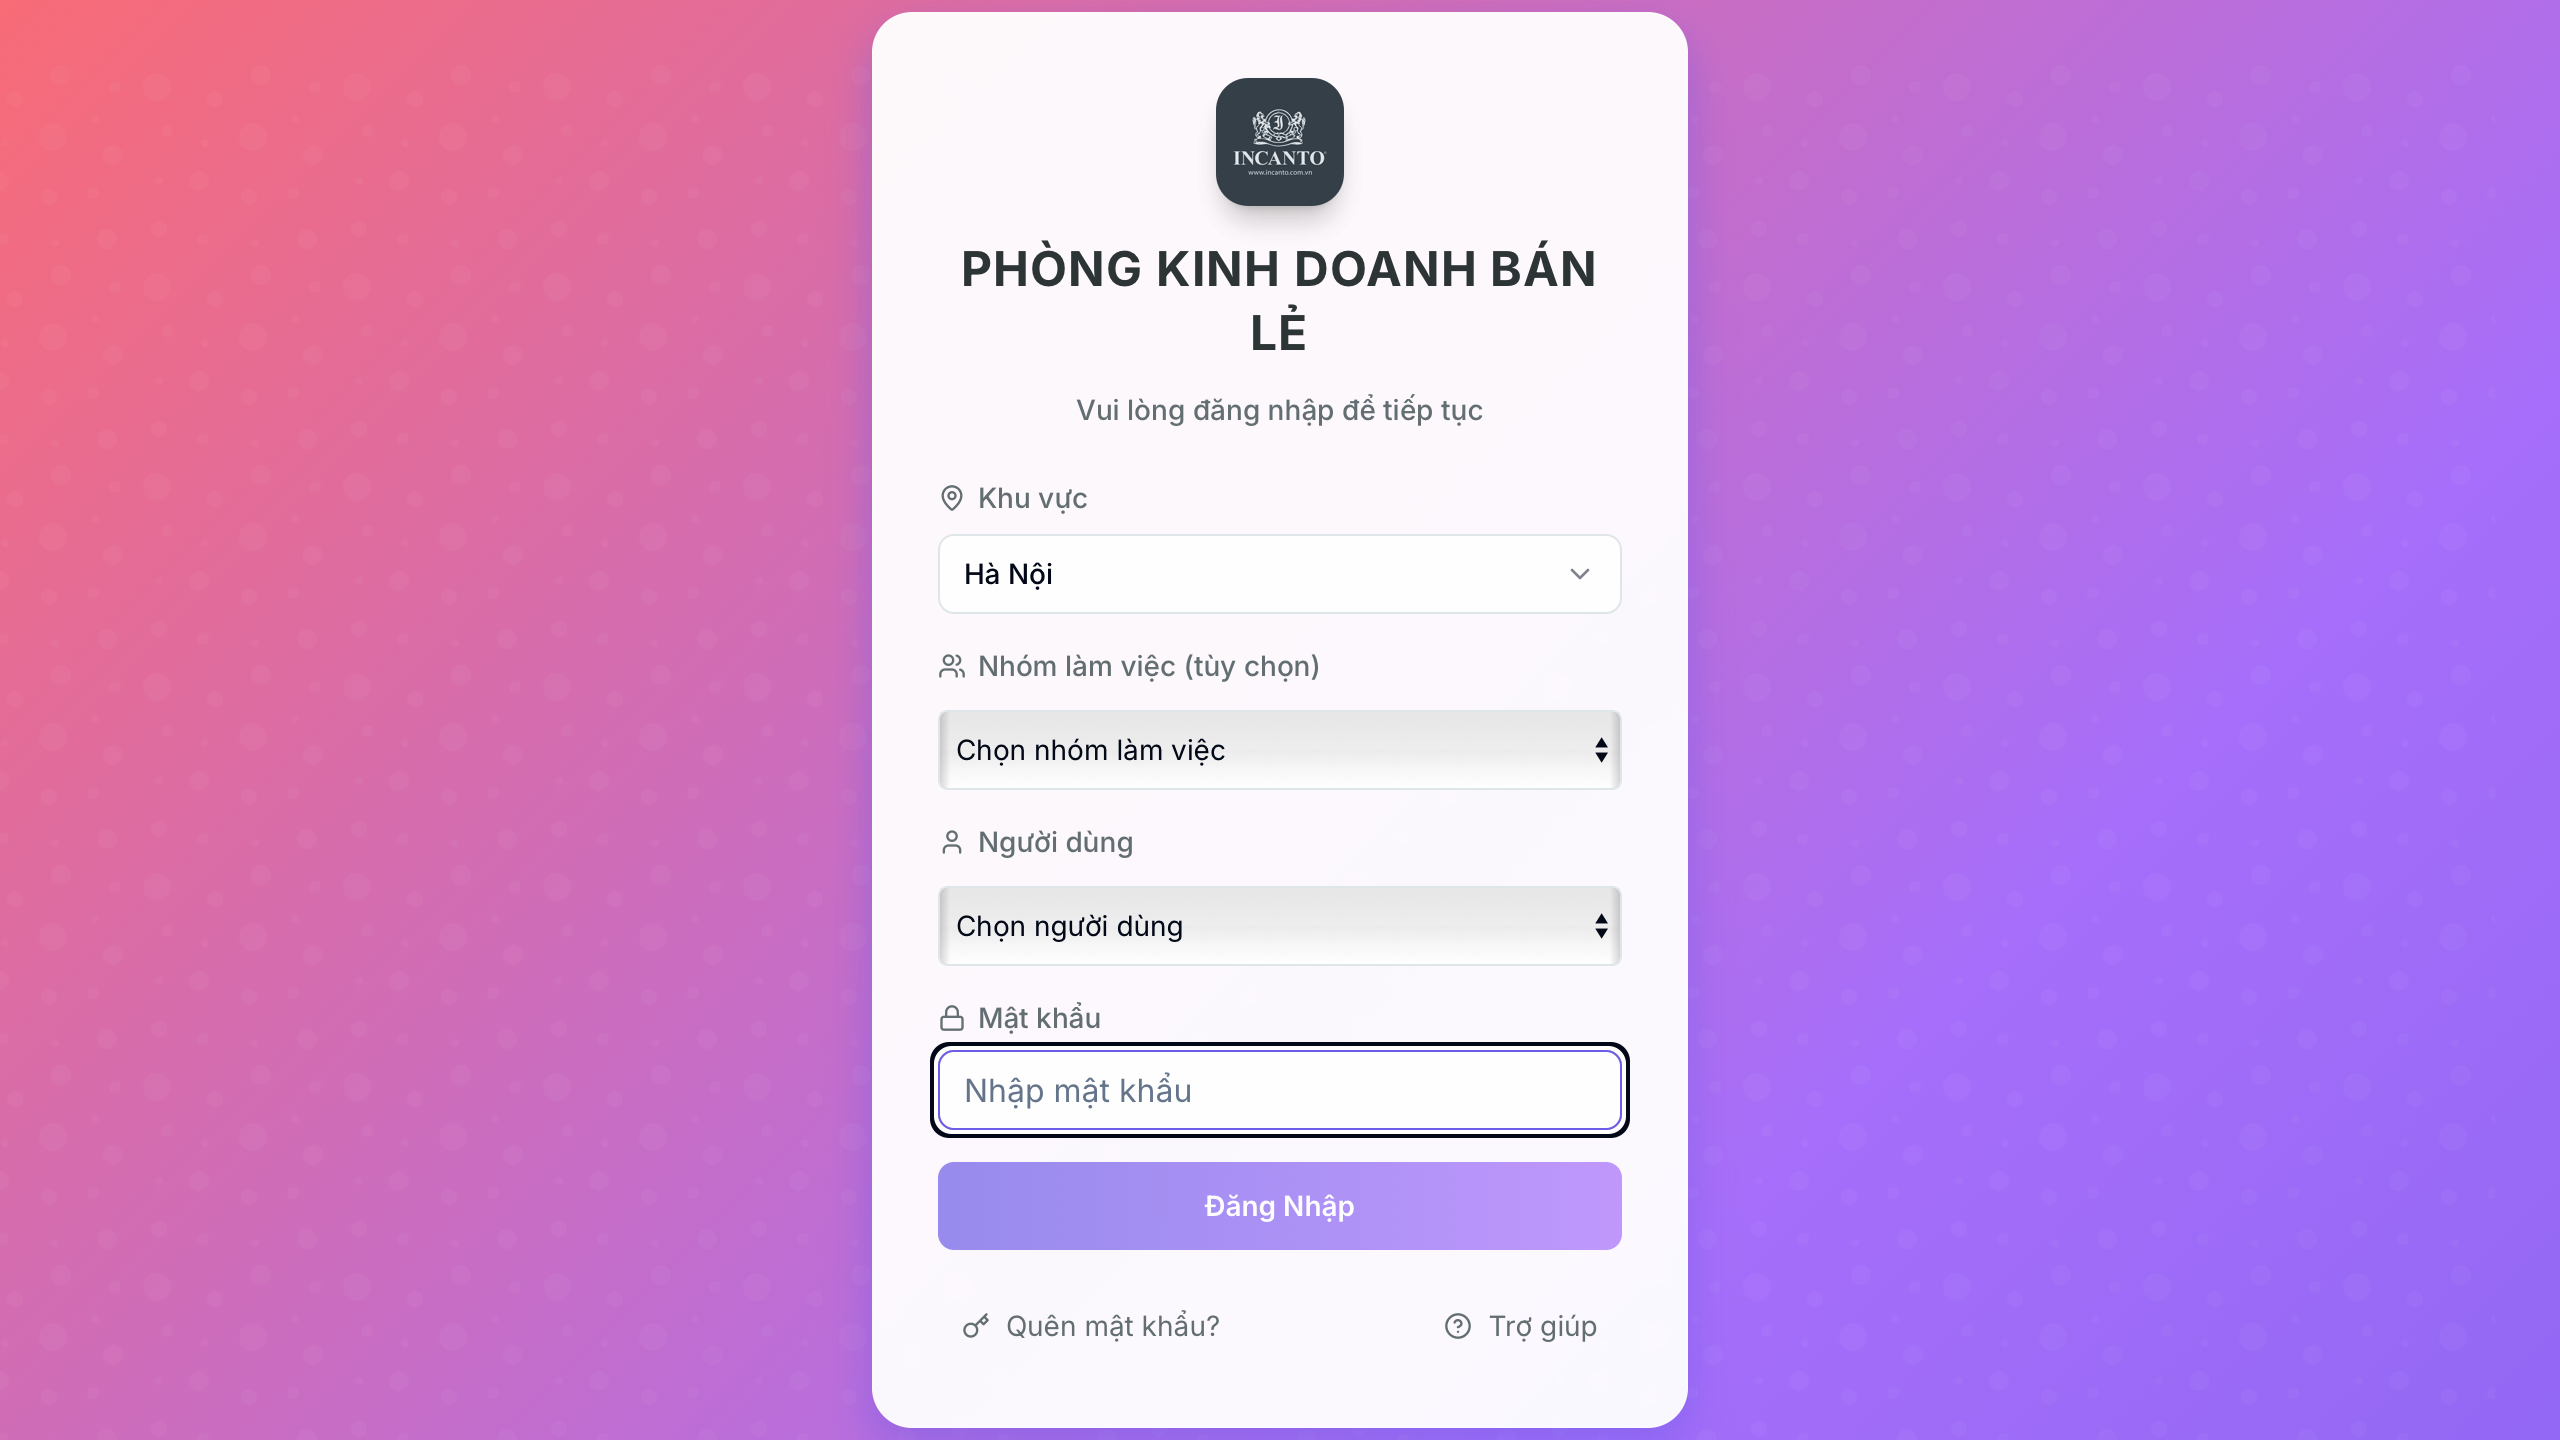 INCANTO
www.incanto.com.vn
PHÒNG KINH DOANH BÁN
LẺ
Vui lòng đăng nhập để tiếp tục
Khu vực
Hà Nội
Nhóm làm việc (tùy chọn)
Chọn nhóm làm việc
Người dùng
Chọn người dùng
Mật khẩu
Nhập mật khẩu
Đăng Nhập
Quên mật khẩu? Trợ giúp